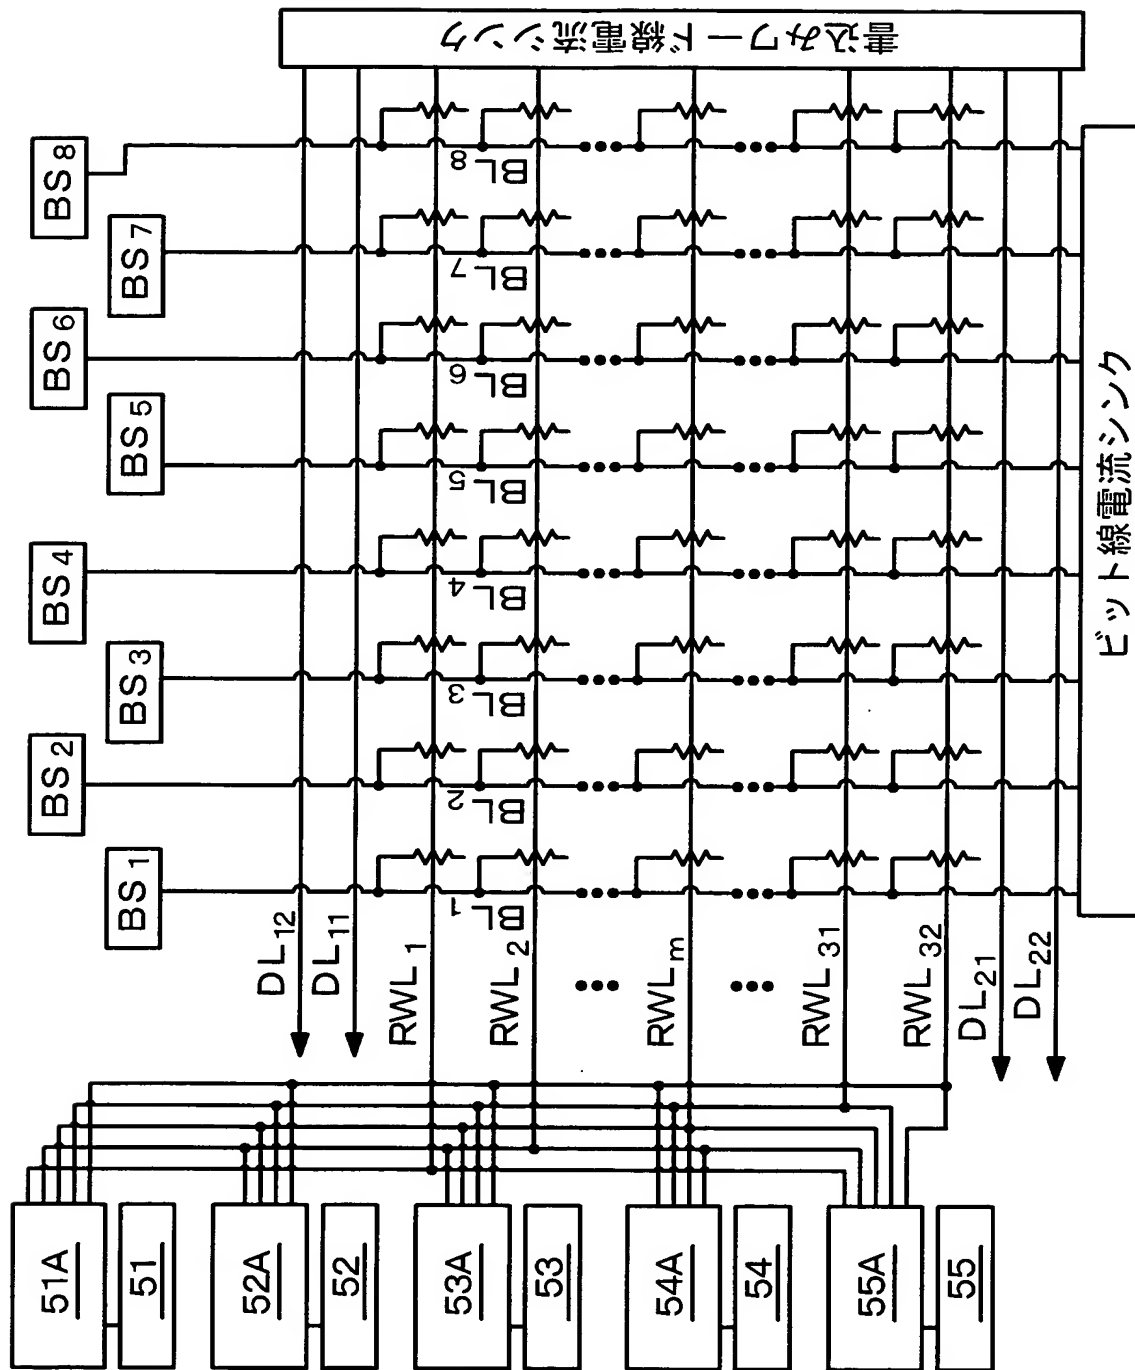 書込みワード線電流シンク
BS8
BS7
BS6
BS5
BS4
BS3
BS2
BS1
BL8
BL7
BL6
BL5
BL4
BL3
BL2
BL1
DL12
DL11
RWL1
RWL2
RWLm
RWL31
RWL32
DL21
DL22
ビット線電流シンク
51A
51
52A
52
53A
53
54A
54
55A
55